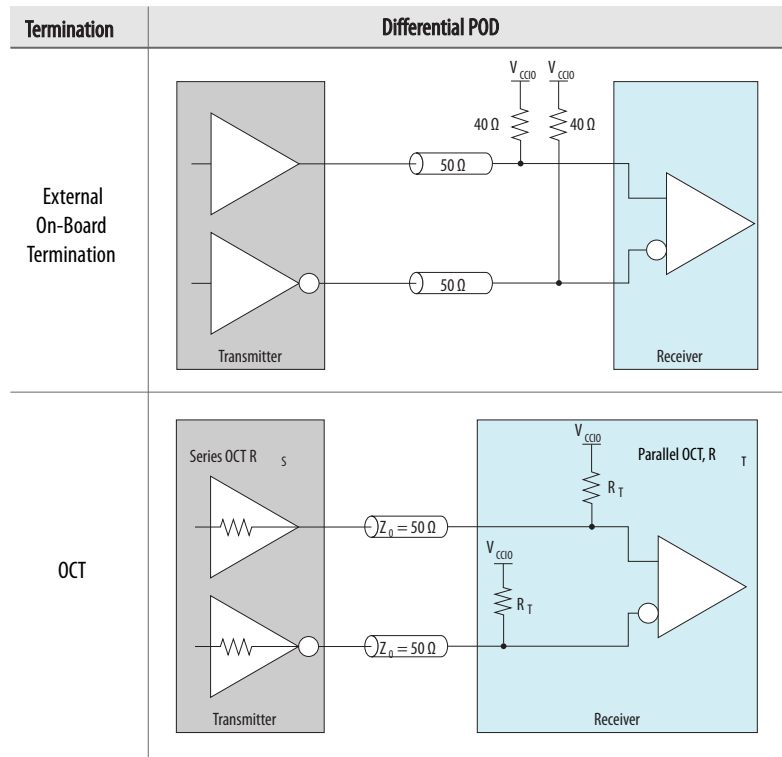 Termination
Differential POD
External
On-Board
Termination
V CCIO
V CCIO
40 Ω
40 Ω
50 Ω
50 Ω
Transmitter
Receiver
OCT
Series OCT R S
V CCIO
Parallel OCT, R T
R T
Z 0 = 50 Ω
V CCIO
R T
Z 0 = 50 Ω
Transmitter
Receiver